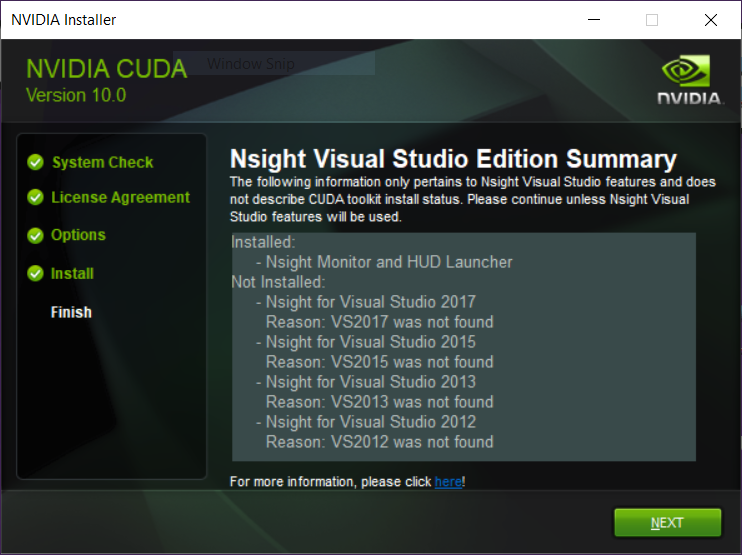 NVIDIA Installer
NVIDIA CUDA
Window Snip
Version 10.0
nVIDIA.
System Check
License Agreement
Options
Install
Finish
Nsight Visual Studio Edition Summary
The following information only pertains to Nsight Visual Studio features and does
not describe CUDA toolkit install status. Please continue unless Nsight Visual
Studio features will be used.
Installed:
- Nsight Monitor and HUD Launcher
Not Installed:
- Nsight for Visual Studio 2017
Reason: VS2017 was not found
- Nsight for Visual Studio 2015
Reason: VS2015 was not found
- Nsight for Visual Studio 2013
Reason: VS2013 was not found
- Nsight for Visual Studio 2012
Reason: VS2012 was not found
For more information, please click here!
NEXT